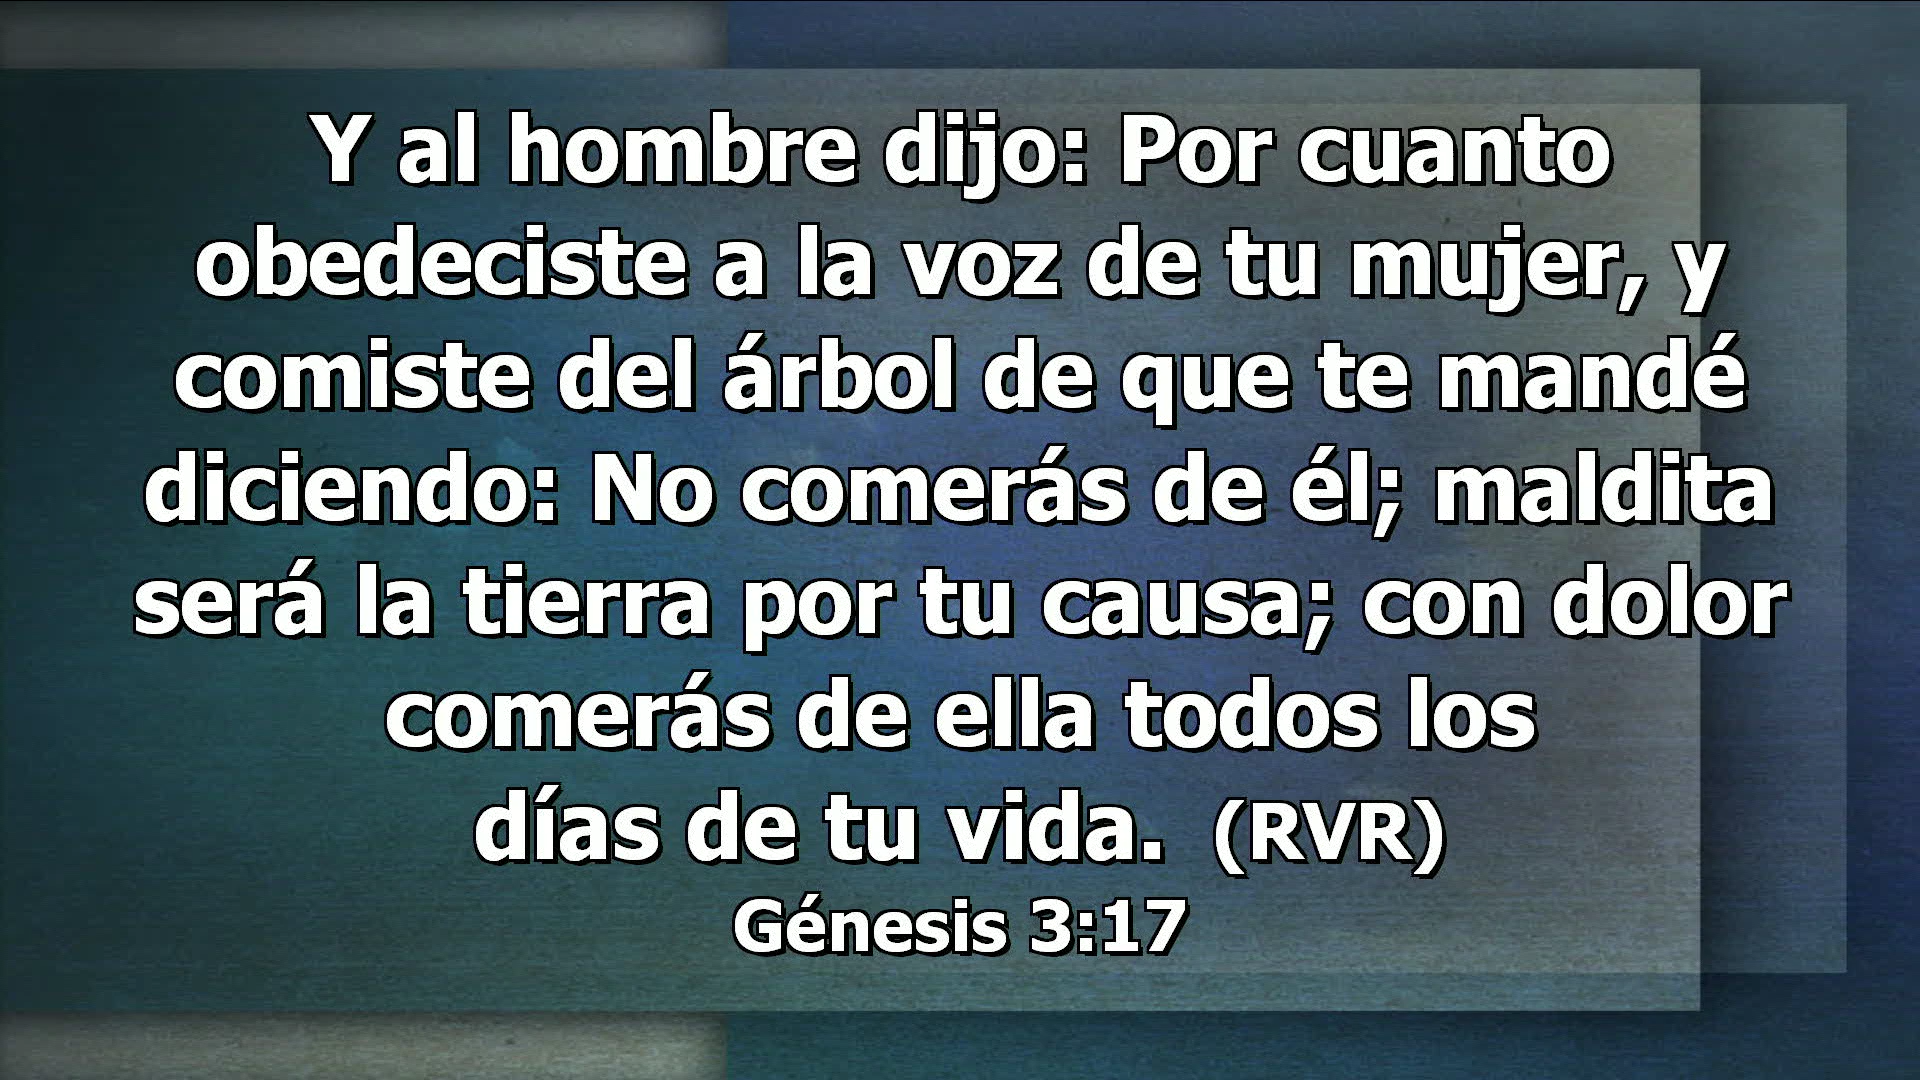 Y al hombre dijo: Por cuanto
obedeciste a la voz de tu mujer, y
comiste del árbol de que te mandé
diciendo: No comerás de él; maldita
será la tierra por tu causa; con dolor
comerás de ella todos los
días de tu vida. (RVR)
Génesis 3:17